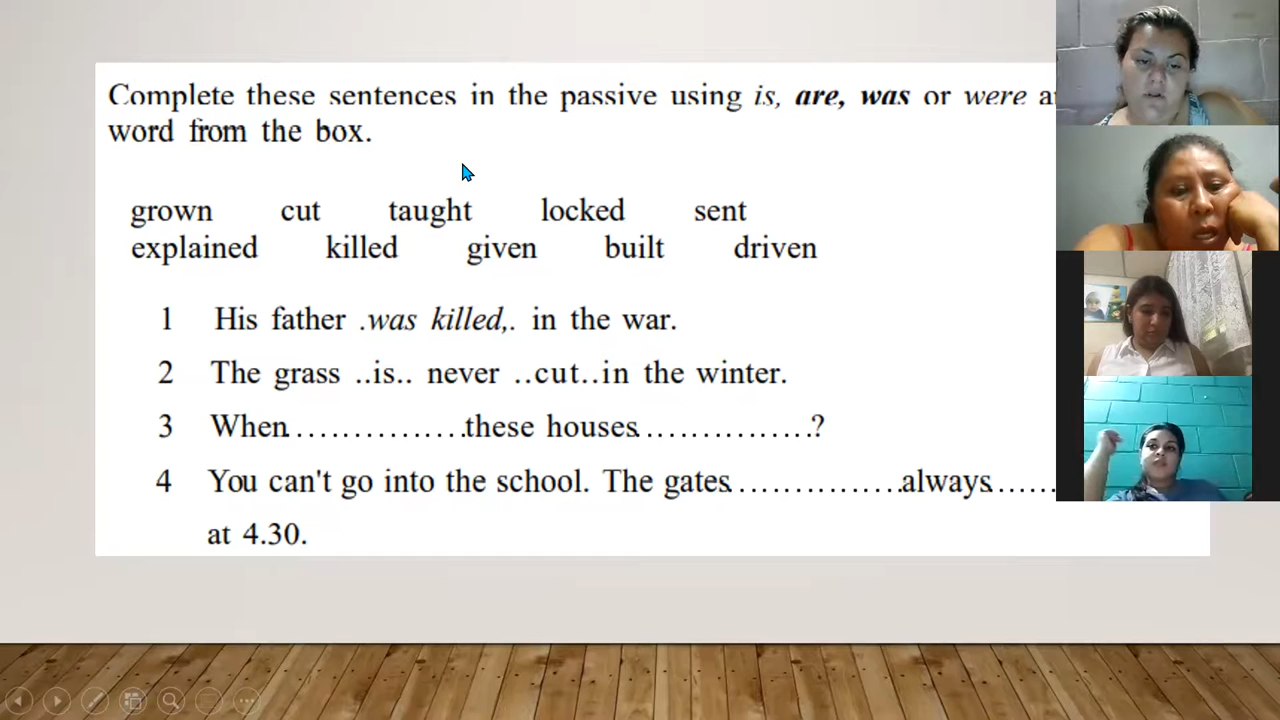 Complete these sentences in the passive using is, are, was or were
word from the box.
grown cut taught locked sent
explained killed given built driven
1 His father .was killed,. in the war.
2 The grass ..is.. never ..cut..in the winter.
3 When...............these houses...............?
4 You can't go into the school. The gates...............always......
at 4.30.